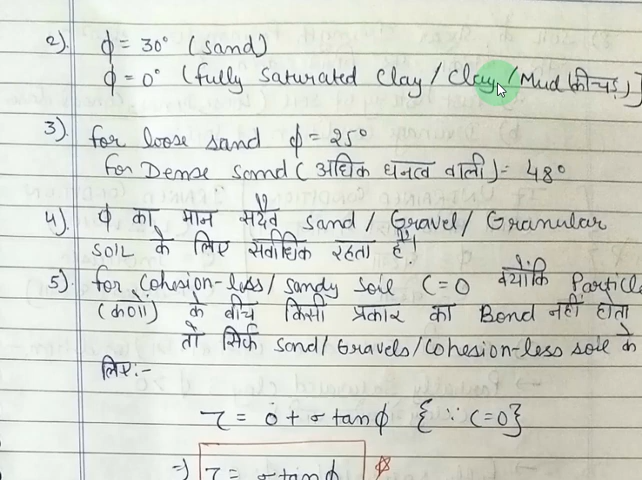 2). ϕ = 30° (sand)
ϕ = 0° (fully saturated clay / Clay / Mud कीचड़)]
3). for loose sand ϕ = 25°
for Dense sand (अधिक घनत्व वाली) = 48°
4). ϕ का मान सदैव sand / Gravel / Granular
soil के लिए सर्वाधिक रहता है।
5). for Cohesion-less / sandy soil C=0 क्योंकि Particle
(कणों) के बीच किसी प्रकार का Bond नहीं होता
तो सिर्फ sand / Gravels / Cohesion-less soil के
लिए:-
τ = 0 + σ tanϕ {∵ C=0}
⇒ τ = σ tanϕ